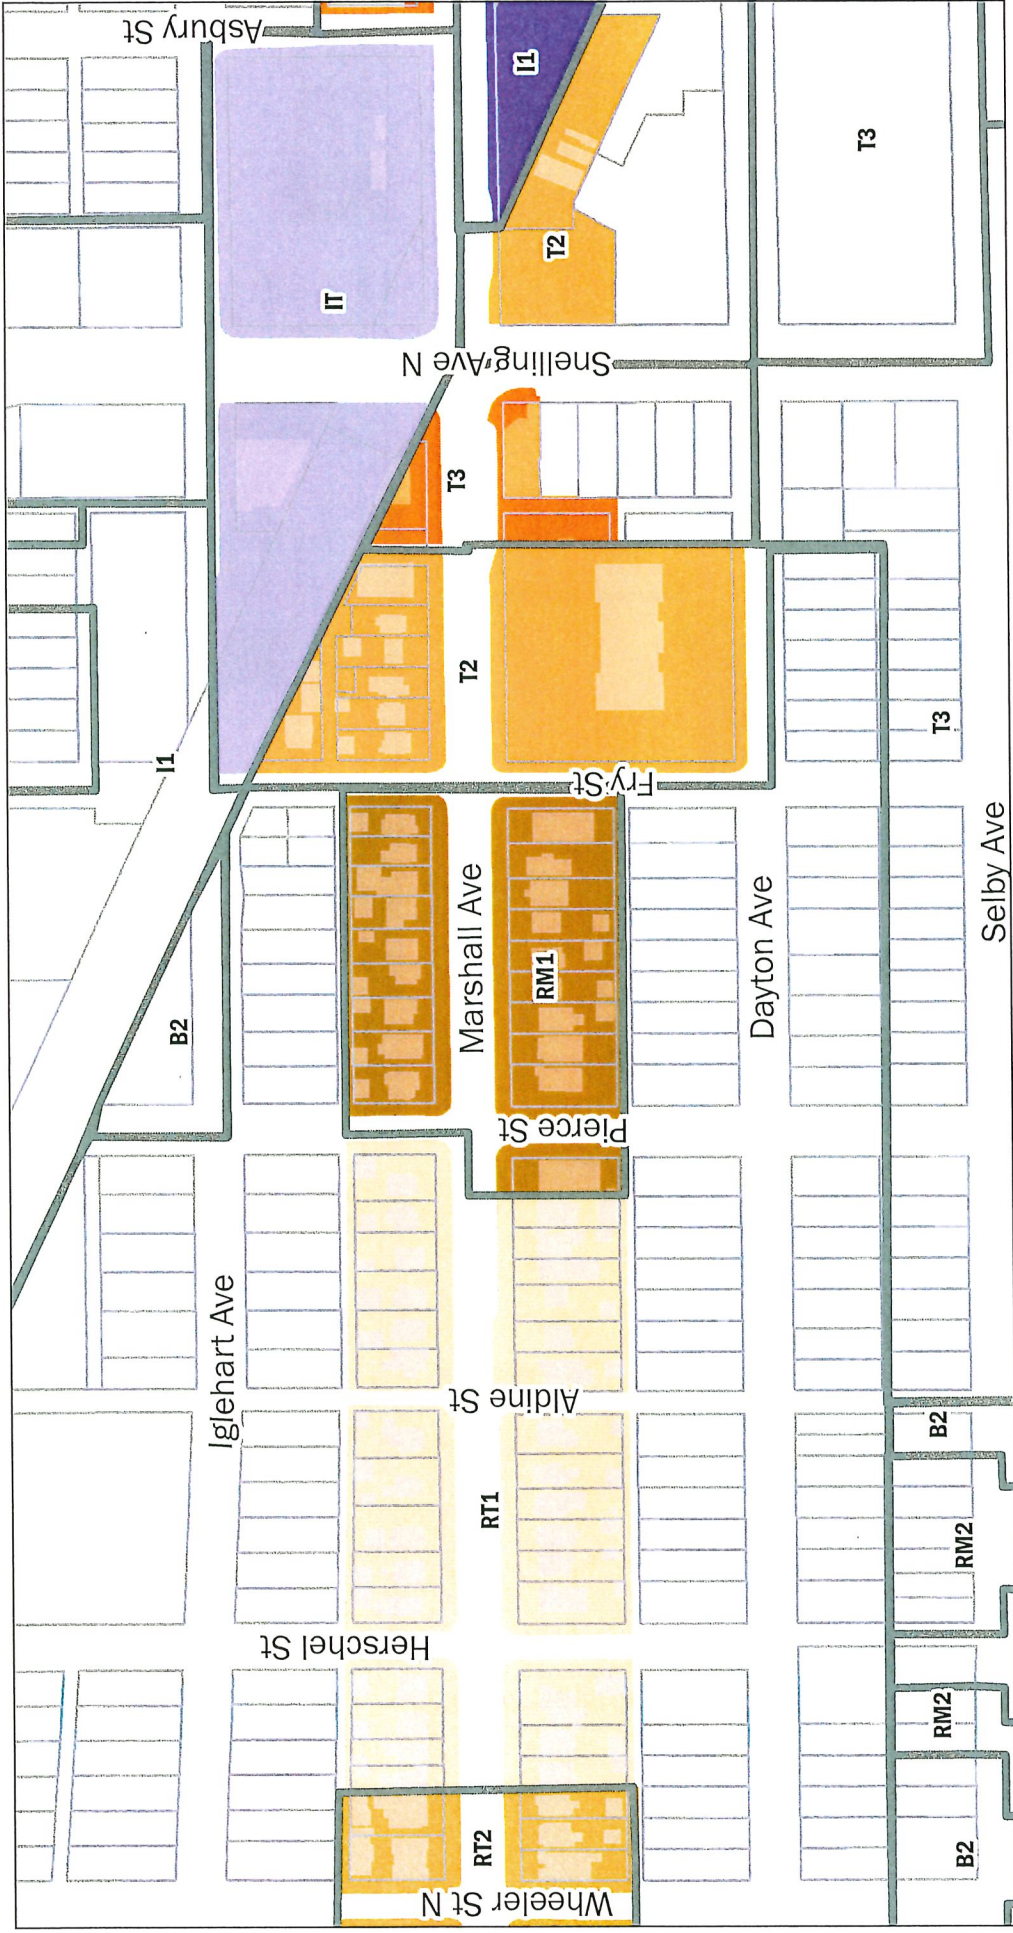 Asbury St
I1
T3
IT
T2
Snelling Ave N
T3
T2
I1
T3
Fry St
Selby Ave
Marshall Ave
RM1
Dayton Ave
B2
Pierce St
Iglehart Ave
Aldine St
B2
RT1
RM2
Herschel St
RM2
RT2
B2
Wheeler St N